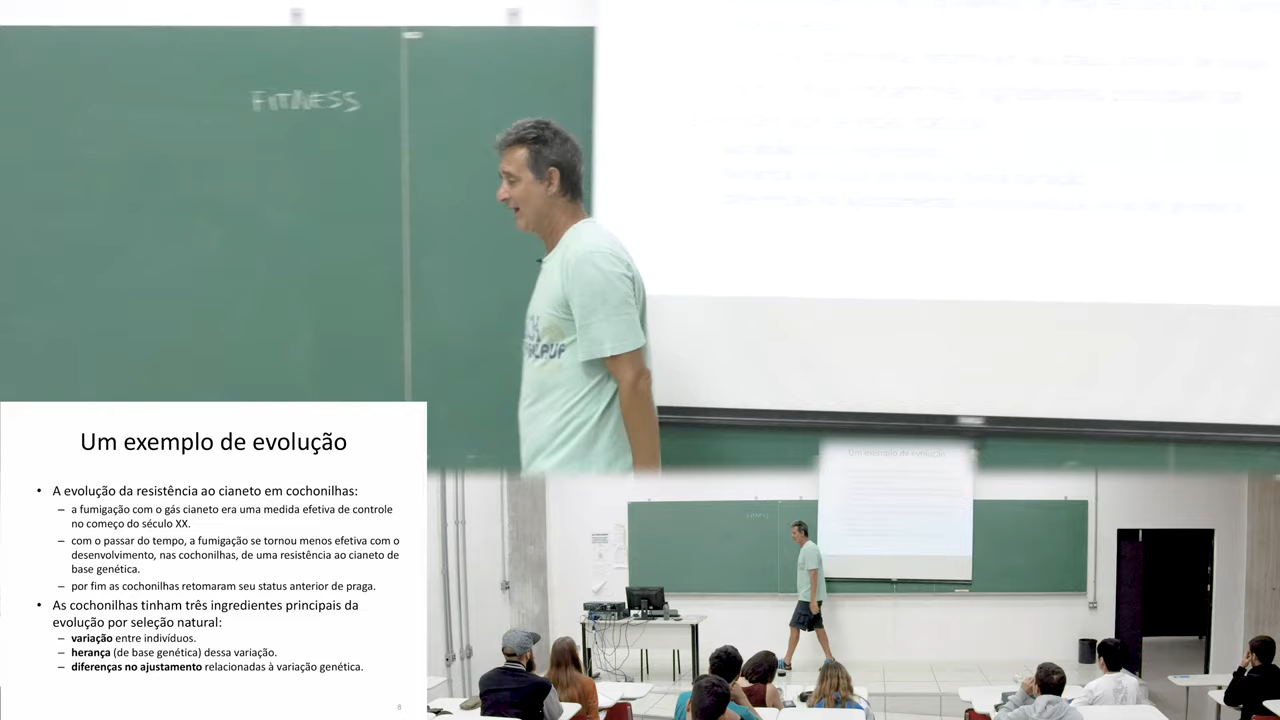 FITNESS
Um exemplo de evolução
• A evolução da resistência ao cianeto em cochonilhas:
– a fumigação com o gás cianeto era uma medida efetiva de controle
no começo do século XX.
– com o passar do tempo, a fumigação se tornou menos efetiva com o
desenvolvimento, nas cochonilhas, de uma resistência ao cianeto de
base genética.
– por fim as cochonilhas retomaram seu status anterior de praga.
• As cochonilhas tinham três ingredientes principais da
evolução por seleção natural:
– variação entre indivíduos.
– herança (de base genética) dessa variação.
– diferenças no ajustamento relacionadas à variação genética.
8
Um exemplo de evolução